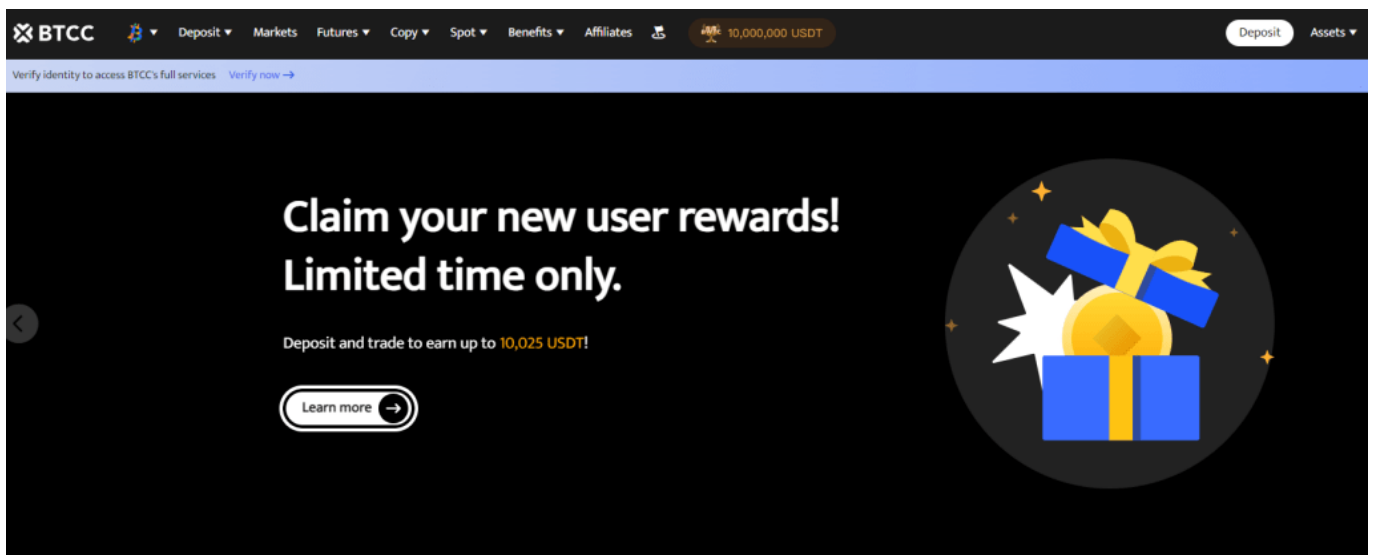 BTCC Deposit Markets Futures Copy Spot Benefits Affiliates 10,000,000 USDT Deposit Assets
Verify identity to access BTCC's full services Verify now →
Claim your new user rewards!
Limited time only.
Deposit and trade to earn up to 10,025 USDT!
Learn more →